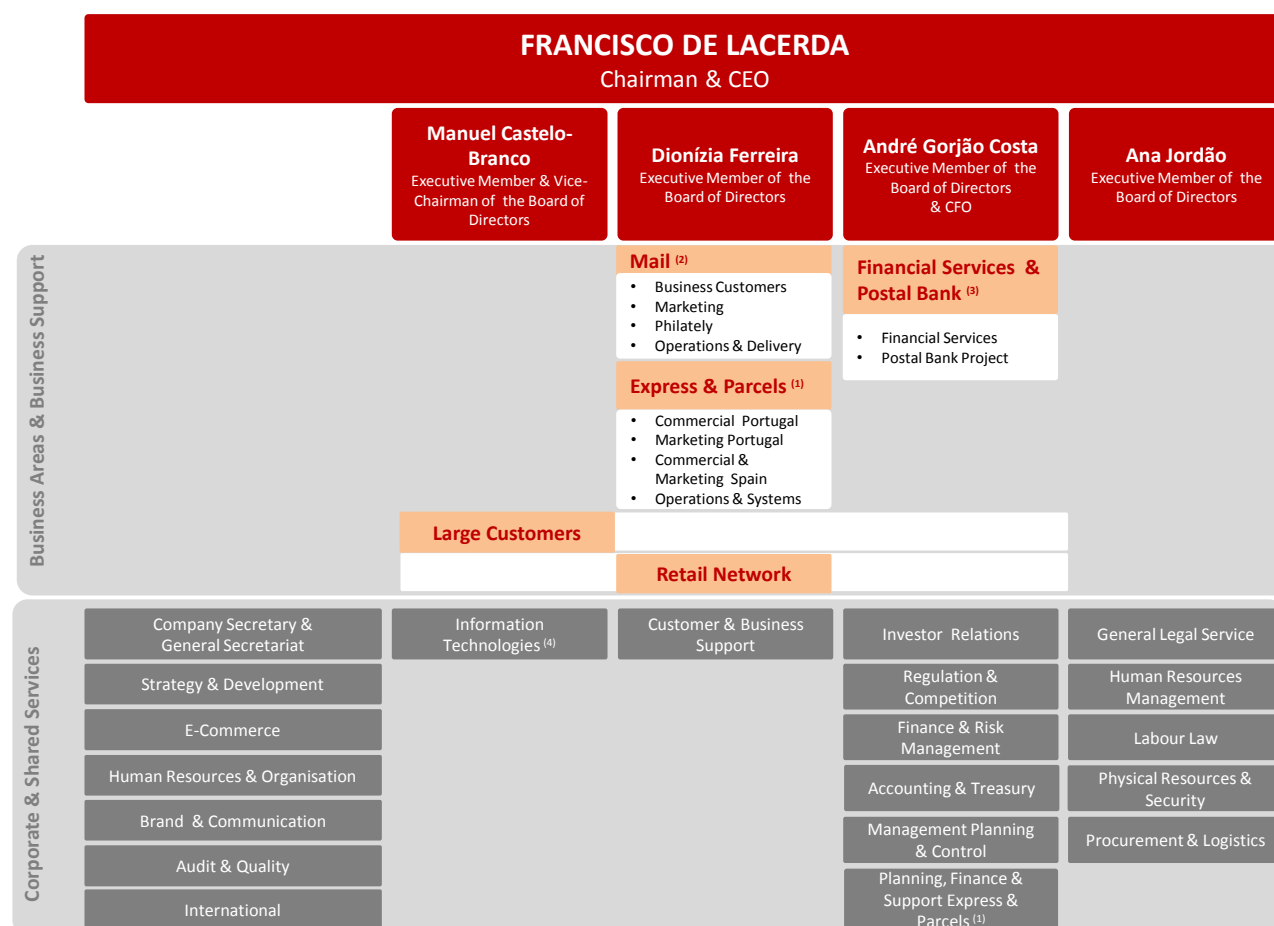 FRANCISCO DE LACERDA
Chairman & CEO
Manuel Castelo-
Branco
Executive Member & Vice-
Chairman of the Board of
Directors
Dionízia Ferreira
Executive Member of the
Board of Directors
André Gorjão Costa
Executive Member of the
Board of Directors
& CFO
Ana Jordão
Executive Member of the
Board of Directors
Business Areas & Business Support
Mail (2)
• Business Customers
• Marketing
• Philately
• Operations & Delivery
Express & Parcels (1)
• Commercial Portugal
• Marketing Portugal
• Commercial &
Marketing Spain
• Operations & Systems
Financial Services &
Postal Bank (3)
• Financial Services
• Postal Bank Project
Large Customers
Retail Network
Corporate & Shared Services
Company Secretary &
General Secretariat
Strategy & Development
E-Commerce
Human Resources & Organisation
Brand & Communication
Audit & Quality
International
Information
Technologies (4)
Customer & Business
Support
Investor Relations
Regulation &
Competition
Finance & Risk
Management
Accounting & Treasury
Management Planning
& Control
Planning, Finance &
Support Express &
Parcels (1)
General Legal Service
Human Resources
Management
Labour Law
Physical Resources &
Security
Procurement & Logistics